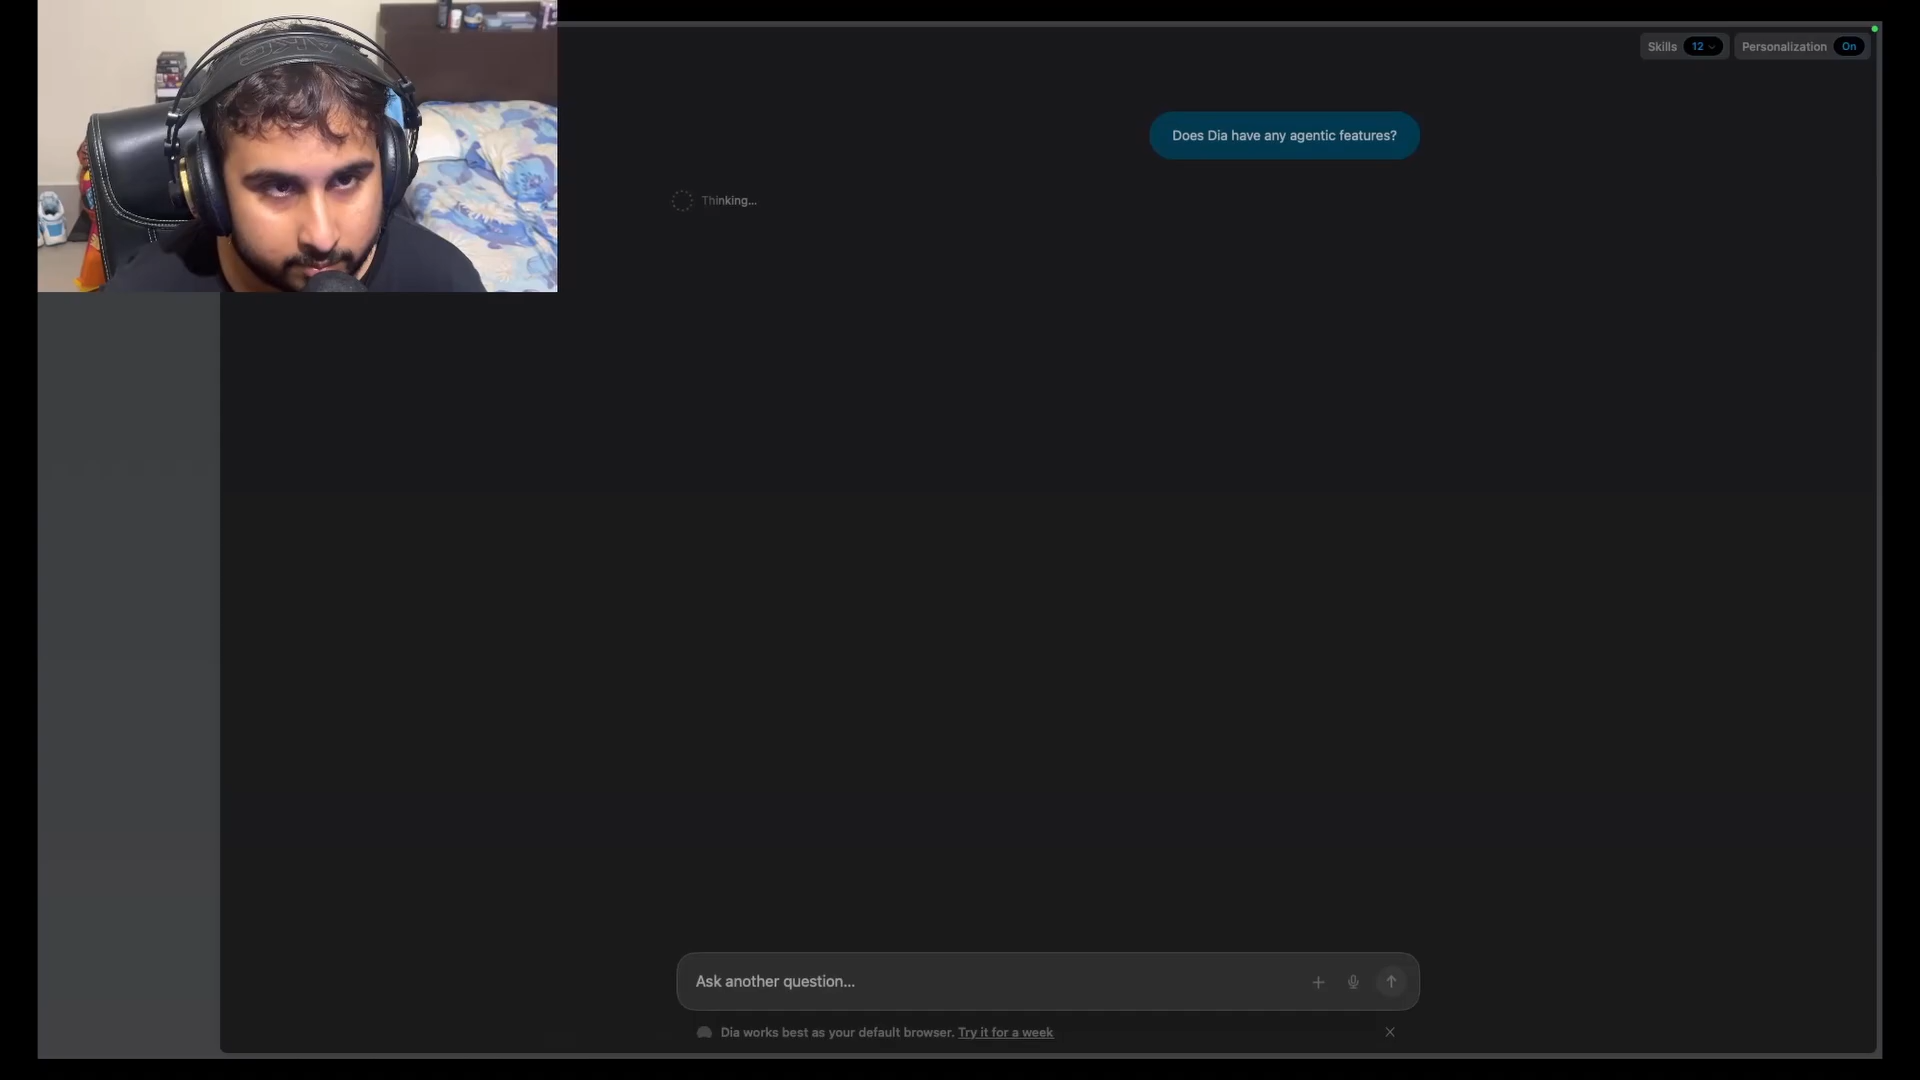 Skills 12
Personalization On
Does Dia have any agentic features?
Thinking...
Ask another question...
Dia works best as your default browser. Try it for a week